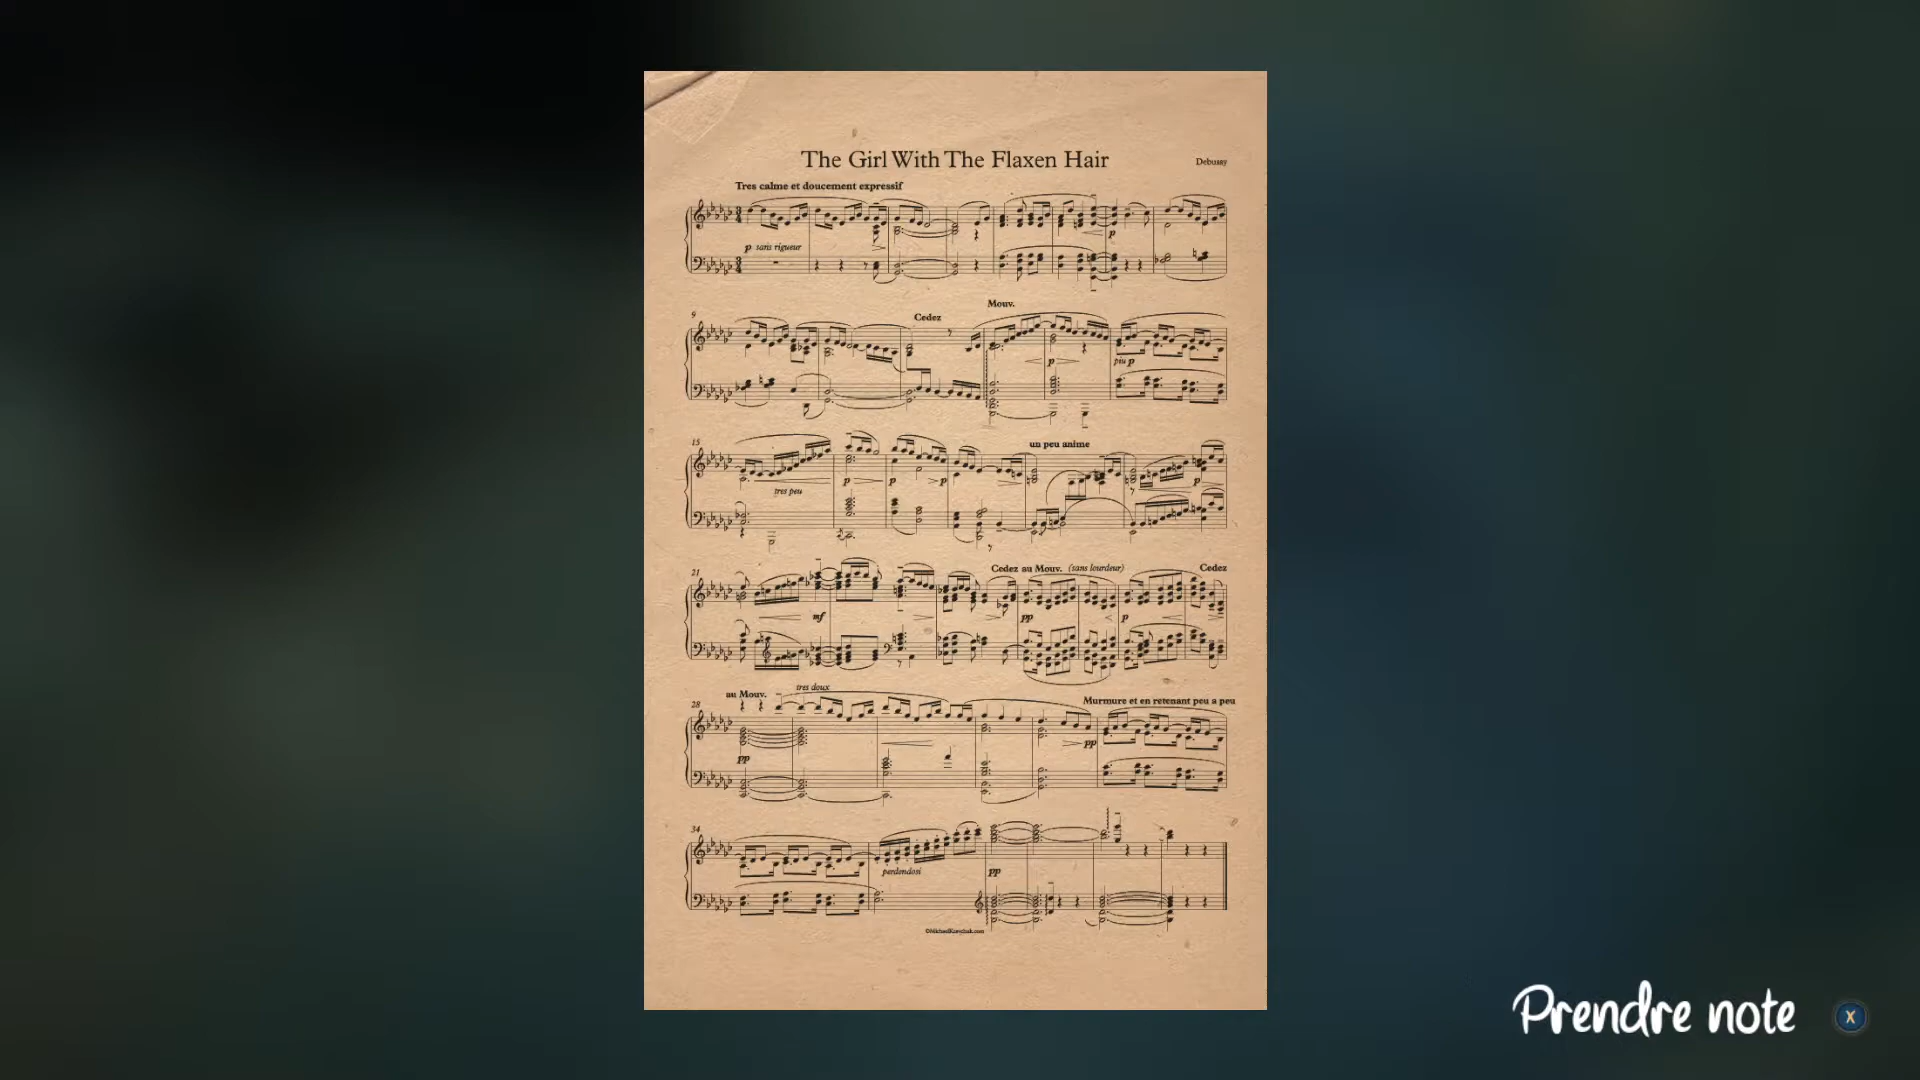 The Girl With The Flaxen Hair
Debussy
Tres calme et doucement expressif
p sans rigueur
p
9
Cedez
Mouv.
p
piu p
15
un peu anime
tres peu
p
p
p
p
21
Cedez au Mouv. (sans lourdeur)
Cedez
mf
pp
p
28
au Mouv.
tres doux
Murmure et en retenant peu a peu
pp
pp
34
perdendosi
pp
Prendre note
X